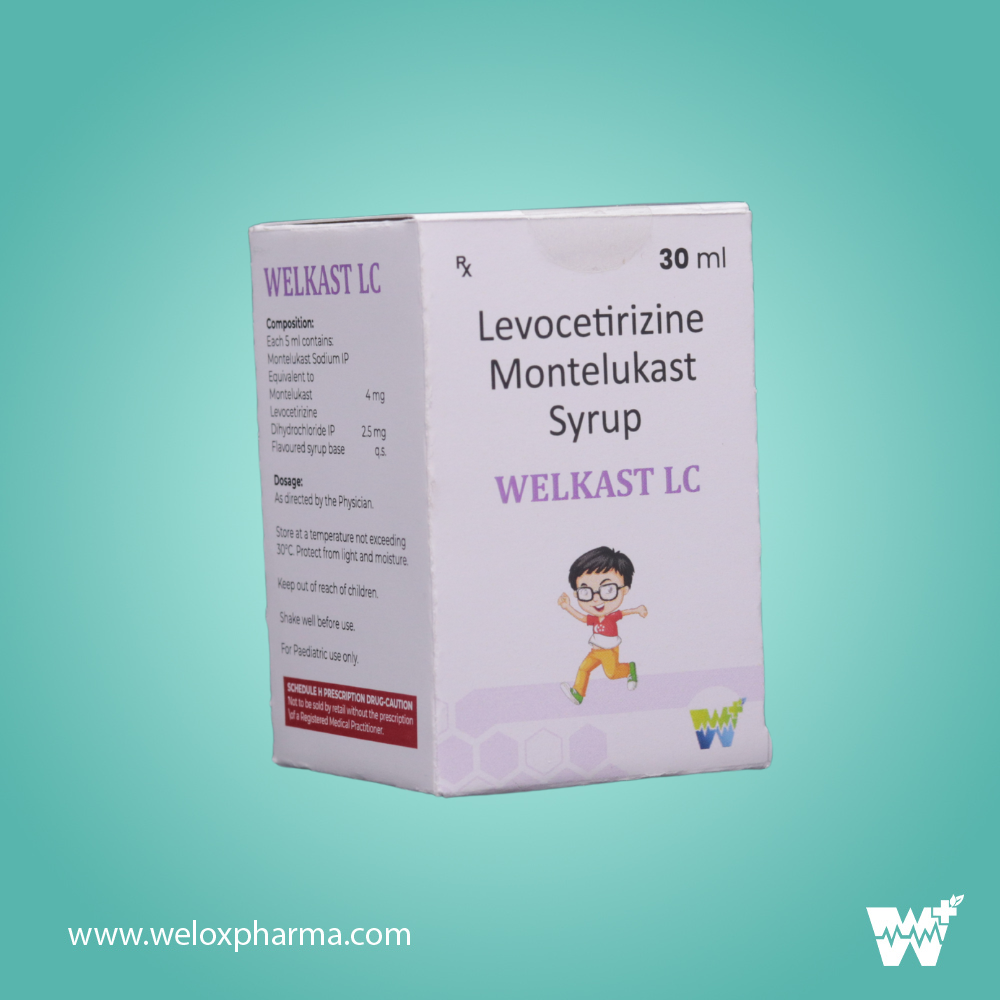 WELKAST LC
Composition:
Each 5 ml contains:
Montelukast Sodium IP
Equivalent to
Montelukast 4 mg
Levocetirizine
Dihydrochloride IP 2.5 mg
Flavoured syrup base q.s.
Dosage:
As directed by the Physician.
Store at a temperature not exceeding
30°C. Protect from light and moisture.
Keep out of reach of children.
Shake well before use.
For Paediatric use only.
SCHEDULE H PRESCRIPTION DRUG-CAUTION
Not to be sold by retail without the prescription
of a Registered Medical Practitioner.
Rx
30 ml
Levocetirizine
Montelukast
Syrup
WELKAST LC
W
www.weloxpharma.com
W